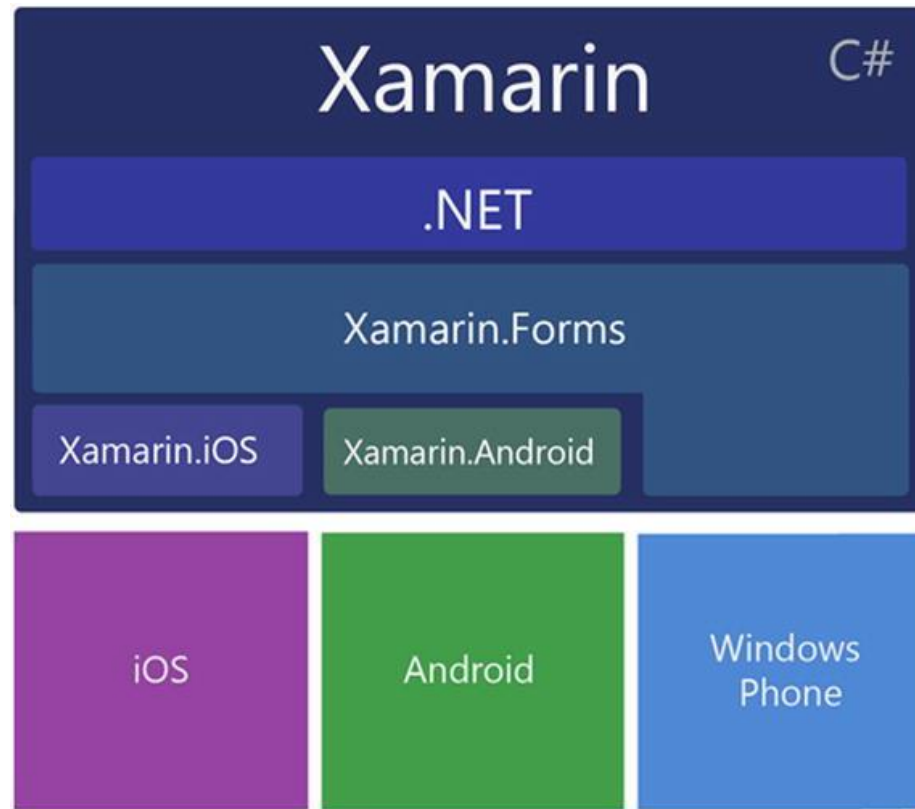 Xamarin
C#
.NET
Xamarin.Forms
Xamarin.iOS
Xamarin.Android
iOS
Android
Windows
Phone